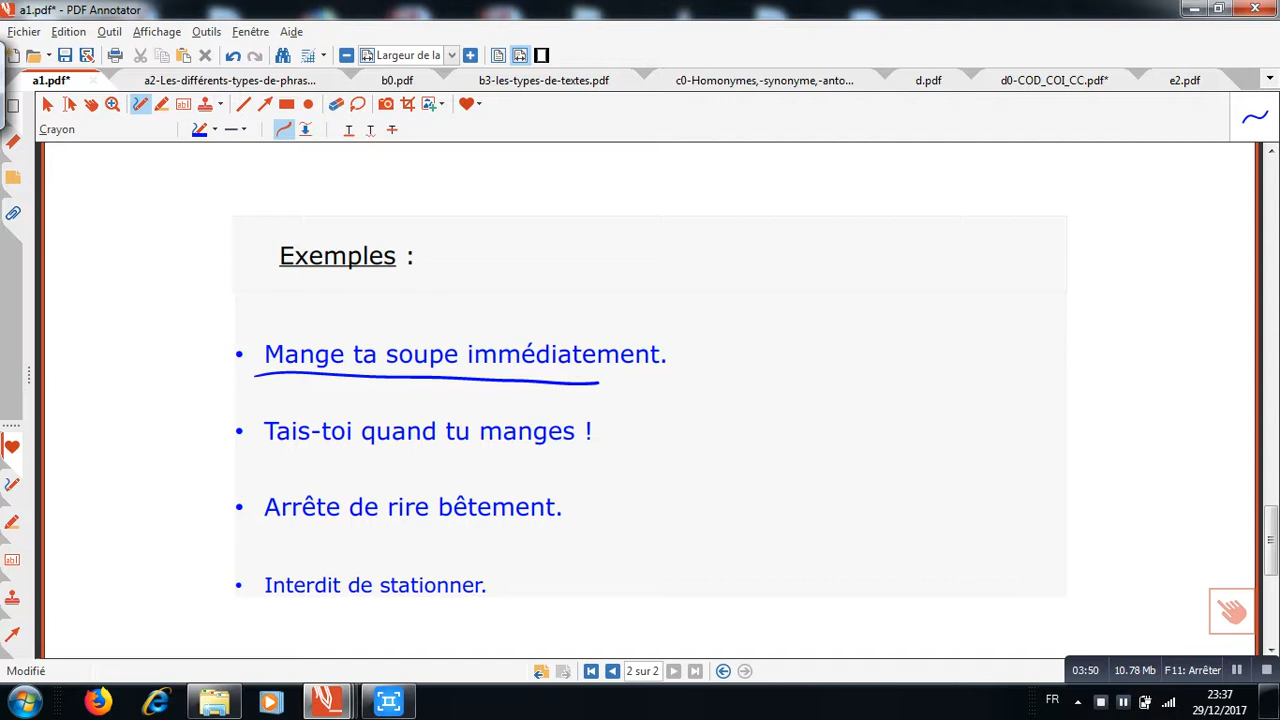 a1.pdf* - PDF Annotator
Fichier Edition Outil Affichage Outils Fenêtre Aide
Largeur de la
a1.pdf* a2-Les-différents-types-de-phras... b0.pdf b3-les-types-de-textes.pdf c0-Homonymes,-synonyme,-anto... d.pdf d0-COD_COI_CC.pdf* e2.pdf
Crayon
Exemples :
• Mange ta soupe immédiatement.
• Tais-toi quand tu manges !
• Arrête de rire bêtement.
• Interdit de stationner.
Modifié 2 sur 2 03:50 10.78 Mb F11: Arrêter
FR 23:37
29/12/2017